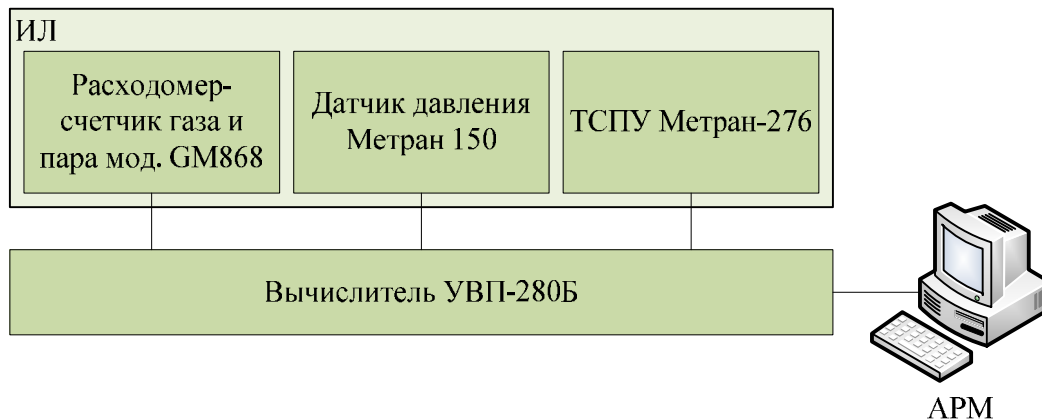 ИЛ
Расходомер-
счетчик газа и
пара мод. GM868
Датчик давления
Метран 150
ТСПУ Метран-276
Вычислитель УВП-280Б
АРМ